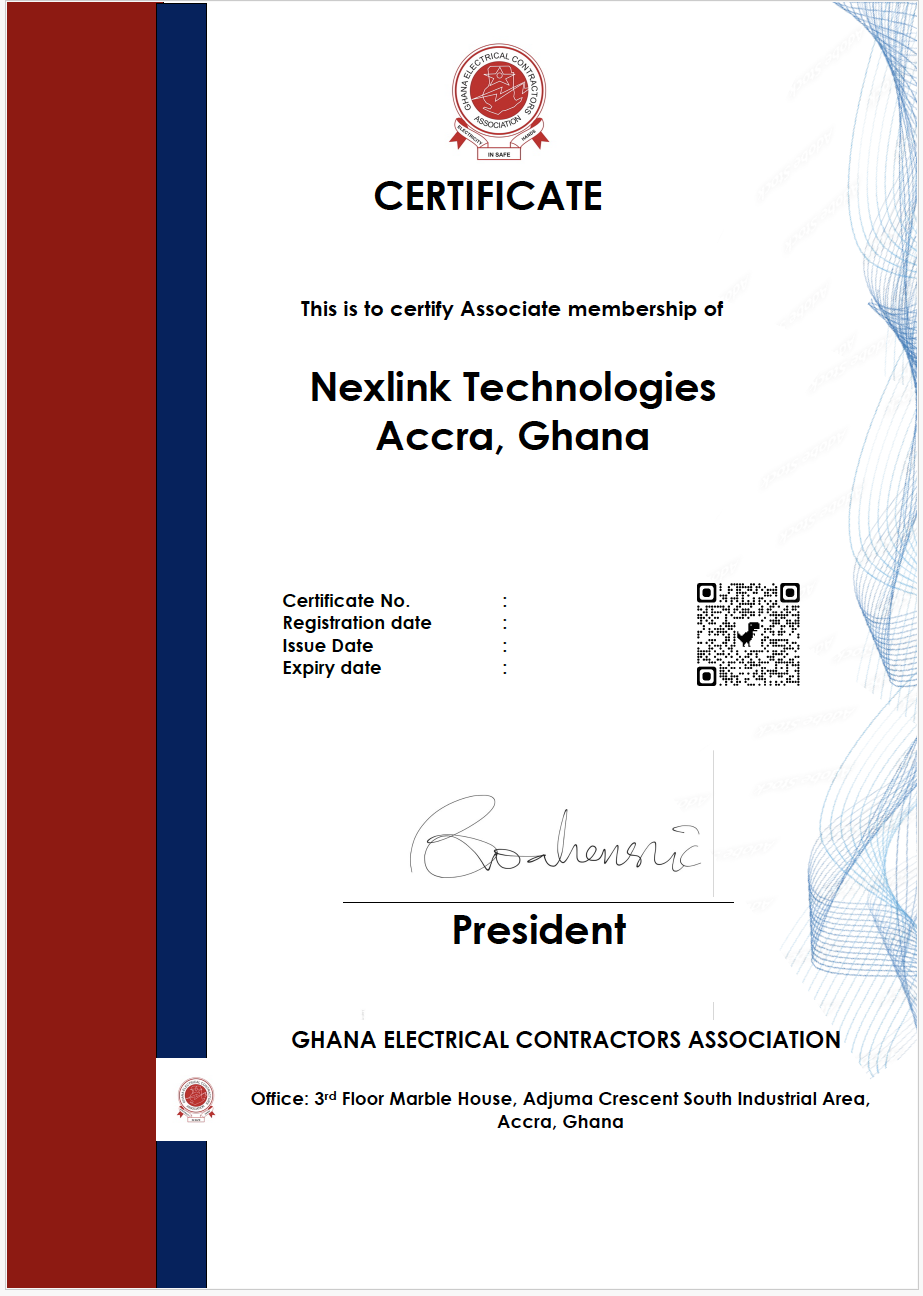 GHANA ELECTRICAL CONTRACTORS
ASSOCIATION
ELECTRICITY
IN SAFE
HANDS
CERTIFICATE
This is to certify Associate membership of
Nexlink Technologies
Accra, Ghana
Certificate No. :
Registration date :
Issue Date :
Expiry date :
President
GHANA ELECTRICAL CONTRACTORS ASSOCIATION
Office: 3rd Floor Marble House, Adjuma Crescent South Industrial Area,
Accra, Ghana